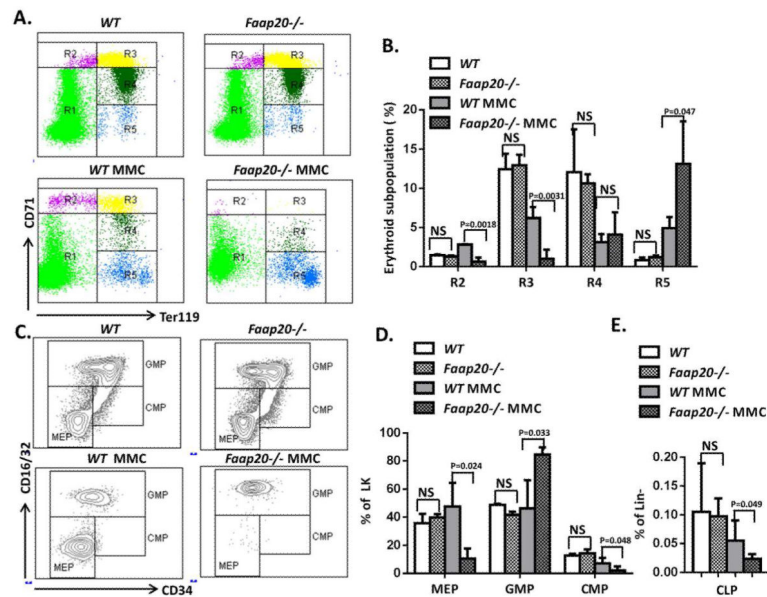 A.
WT
Faap20-/-
R2
R3
R1
R5
R2
R3
R4
R1
R5
WT MMC
Faap20-/- MMC
R2
R3
R4
R1
R2
R3
R4
R1
CD71
Ter119
B.
WT
Faap20-/-
WT MMC
Faap20-/- MMC
Erythroid subpopulation ( %)
20
15
10
5
0
NS
P=0.0018
NS
P=0.0031
NS
NS
NS
P=0.047
R2
R3
R4
R5
C.
WT
Faap20-/-
GMP
CMP
MEP
GMP
CMP
MEP
WT MMC
Faap20-/- MMC
GMP
CMP
MEP
GMP
CMP
MEP
CD16/32
CD34
D.
WT
Faap20-/-
WT MMC
Faap20-/- MMC
% of LK
100
80
60
40
20
0
NS
P=0.024
NS
P=0.033
NS
P=0.048
MEP
GMP
CMP
E.
WT
Faap20-/-
WT MMC
Faap20-/- MMC
% of Lin-
0.20
0.15
0.10
0.05
0.00
NS
P=0.049
CLP